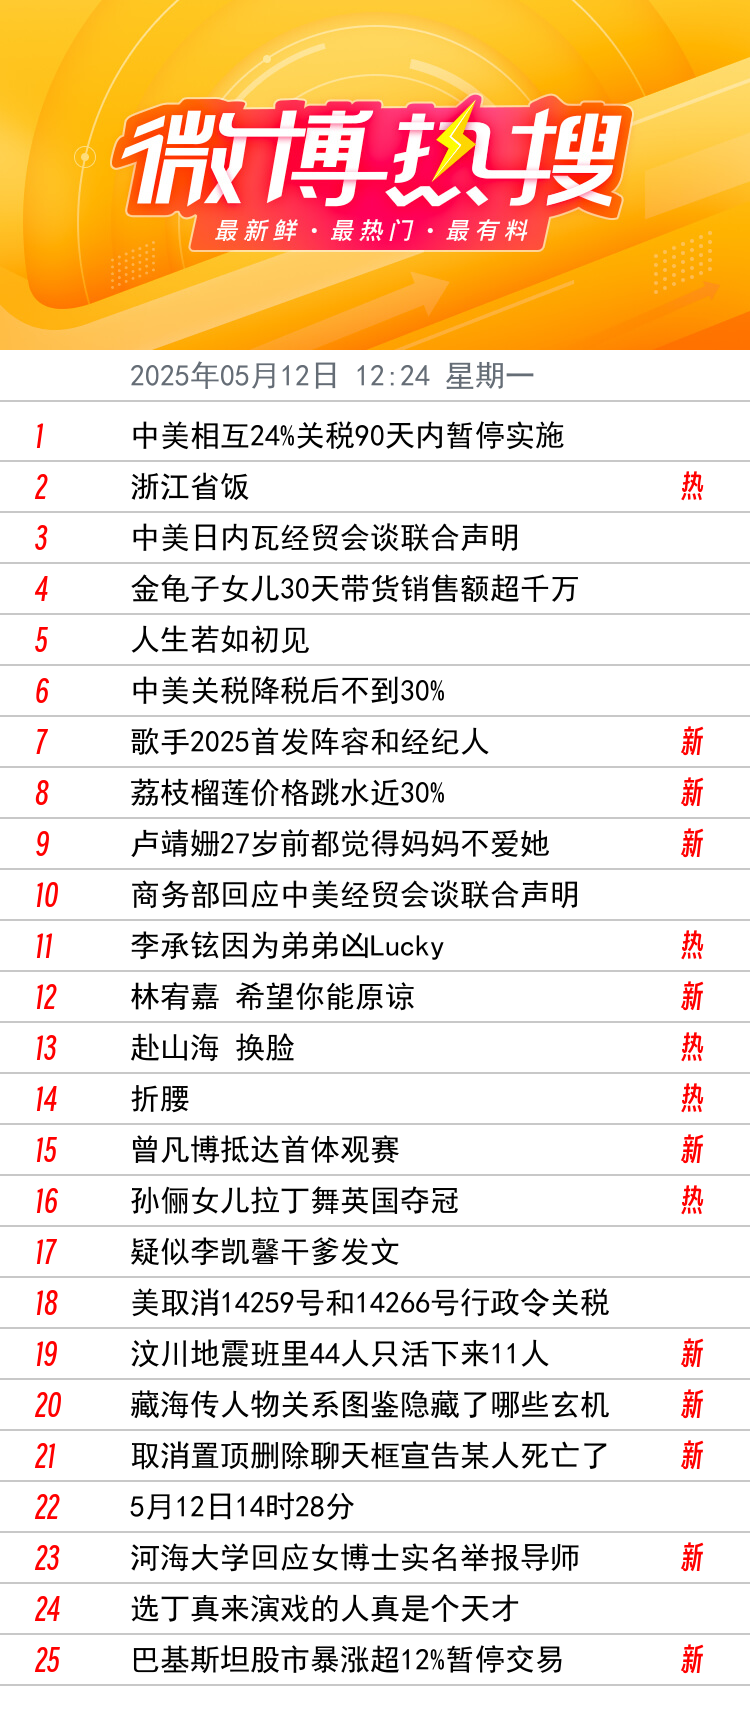 微博热搜
最新鲜·最热门·最有料
2025年05月12日 12:24 星期一
1 中美相互24%关税90天内暂停实施
2 浙江省饭 热
3 中美日内瓦经贸会谈联合声明
4 金龟子女儿30天带货销售额超千万
5 人生若如初见
6 中美关税降税后不到30%
7 歌手2025首发阵容和经纪人 新
8 荔枝榴莲价格跳水近30% 新
9 卢靖姗27岁前都觉得妈妈不爱她 新
10 商务部回应中美经贸会谈联合声明
11 李承铉因为弟弟凶Lucky 热
12 林宥嘉 希望你能原谅 新
13 赴山海 换脸 热
14 折腰 热
15 曾凡博抵达首体观赛 新
16 孙俪女儿拉丁舞英国夺冠 热
17 疑似李凯馨干爹发文
18 美取消14259号和14266号行政令关税
19 汶川地震班里44人只活下来11人 新
20 藏海传人物关系图鉴隐藏了哪些玄机 新
21 取消置顶删除聊天框宣告某人死亡了 新
22 5月12日14时28分
23 河海大学回应女博士实名举报导师 新
24 选丁真来演戏的人真是个天才
25 巴基斯坦股市暴涨超12%暂停交易 新